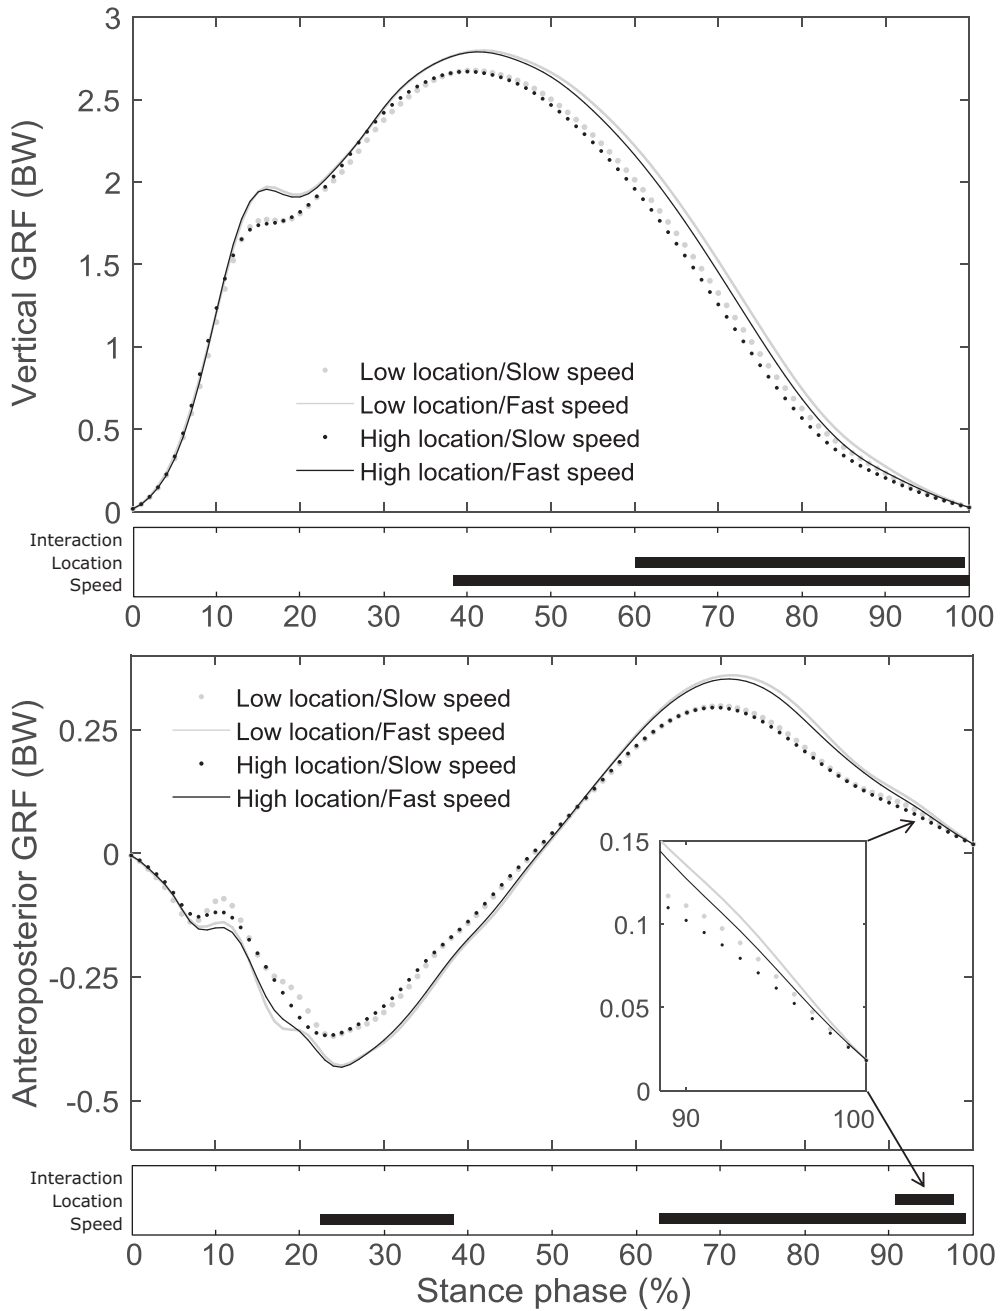 3
2.5
2
1.5
1
0.5
0
Vertical GRF (BW)
Low location/Slow speed
Low location/Fast speed
High location/Slow speed
High location/Fast speed
Interaction
Location
Speed
0 10 20 30 40 50 60 70 80 90 100
0.25
0
-0.25
-0.5
Anteroposterior GRF (BW)
Low location/Slow speed
Low location/Fast speed
High location/Slow speed
High location/Fast speed
0.15
0.1
0.05
0
90 100
Interaction
Location
Speed
0 10 20 30 40 50 60 70 80 90 100
Stance phase (%)